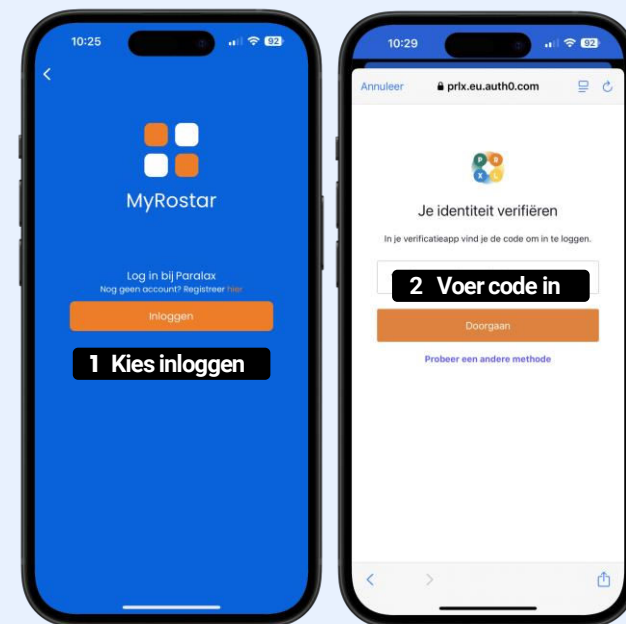 10:25
92
MyRostar
Log in bij Paralax
Nog geen account? Registreer hier
Inloggen
1 Kies inloggen
10:29
92
Annuleer
prlx.eu.auth0.com
P R
X L
Je identiteit verifiëren
In je verificatieapp vind je de code om in te loggen.
2 Voer code in
Doorgaan
Probeer een andere methode